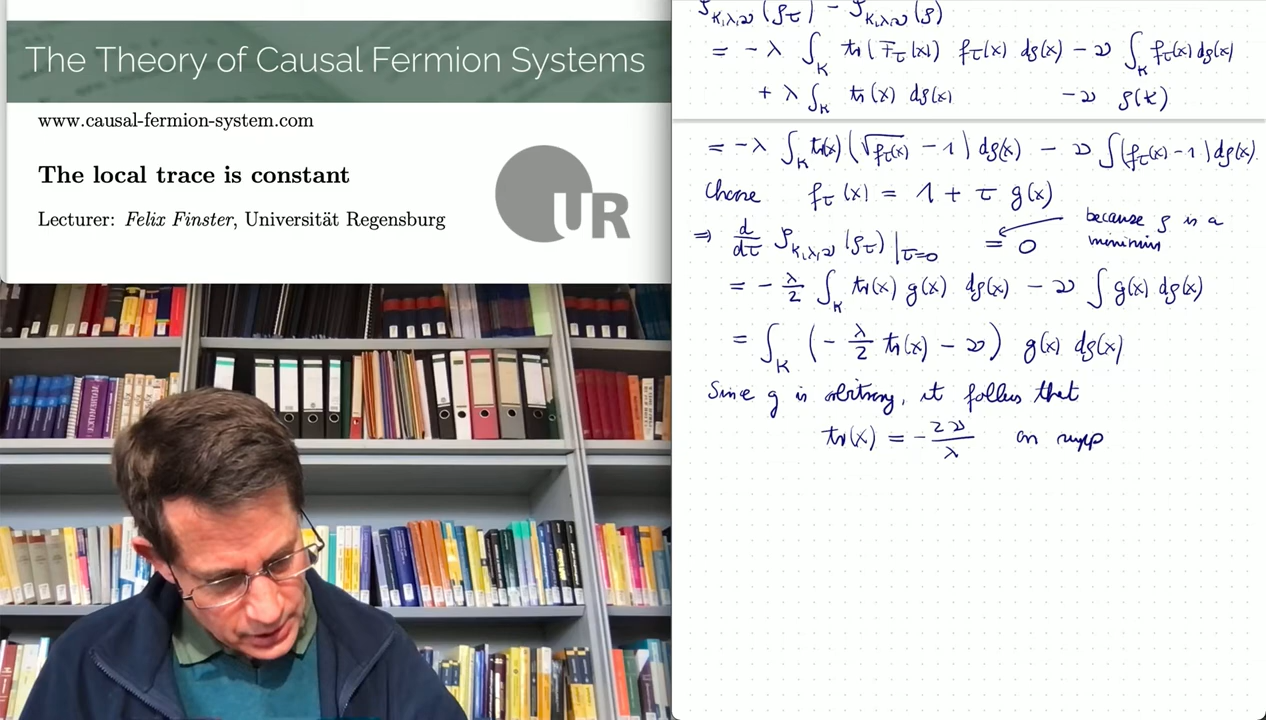 The Theory of Causal Fermion Systems
www.causal-fermion-system.com
The local trace is constant
Lecturer: Felix Finster, Universität Regensburg
UR
S_{K,λ,ν}(ρ_τ) − S_{K,λ,ν}(ρ)
= − λ ∫_K tr(F_τ(x)) f_τ(x) dρ(x) − ν ∫_K f_τ(x) dρ(x)
+ λ ∫_K tr(x) dρ(x) − ν ρ(K)
= − λ ∫_K tr(x) (√f_τ(x) − 1) dρ(x) − ν ∫(f_τ(x) − 1) dρ(x).
Choose f_τ(x) = 1 + τ g(x)
⇒ d/dτ S_{K,λ,ν}(ρ_τ)|_{τ=0} = 0 because ρ is a
minimum
= − λ/2 ∫_K tr(x) g(x) dρ(x) − ν ∫ g(x) dρ(x)
= ∫_K (− λ/2 tr(x) − ν) g(x) dρ(x)
Since g is arbitrary, it follows that
tr(x) = − 2ν/λ on supp